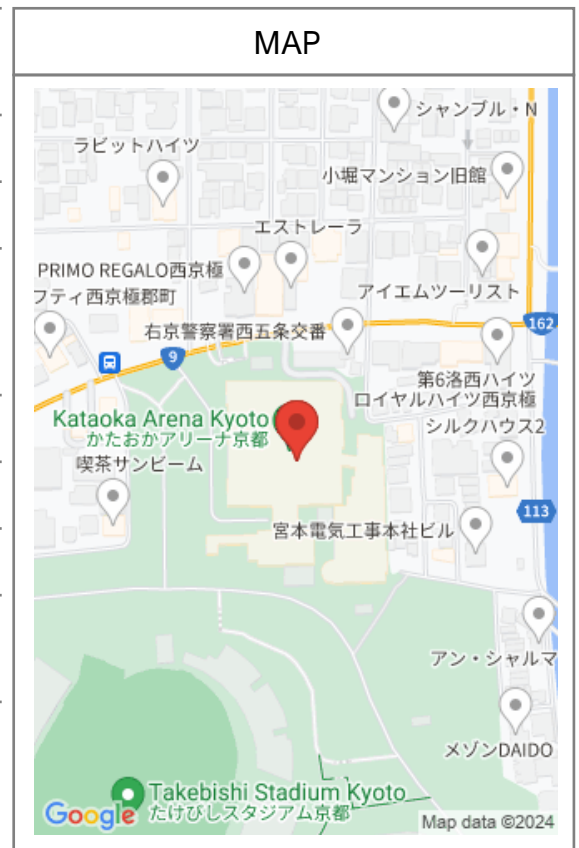 MAP
シャンブル・N
ラビットハイツ
小堀マンション旧館
エストレーラ
PRIMO REGALO西京極
アイエムツーリスト
フティ西京極郡町
右京警察署西五条交番
162
9
第6洛西ハイツ
ロイヤルハイツ西京極
Kataoka Arena Kyoto
かたおかアリーナ京都
シルクハウス2
喫茶サンビーム
113
宮本電気工事本社ビル
アン・シャルマ
メゾンDAIDO
Takebishi Stadium Kyoto
たけびしスタジアム京都
Google
Map data ©2024